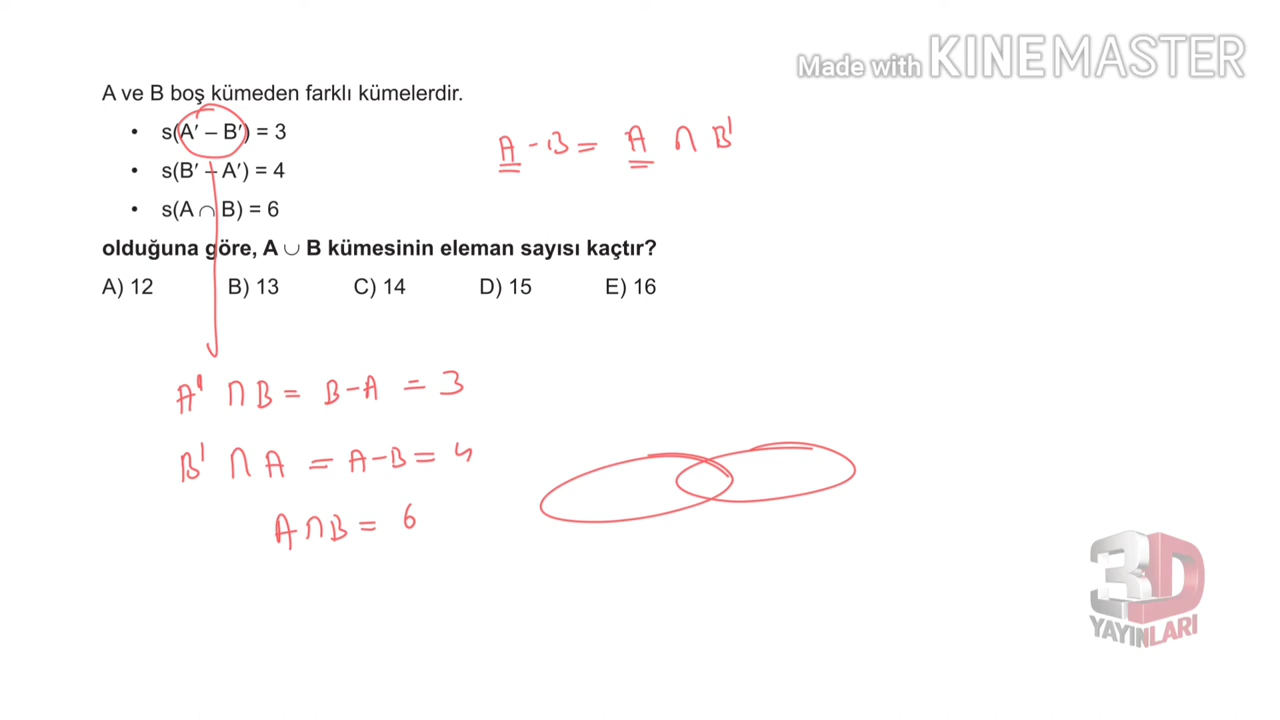 Made with KINEMASTER
A ve B boş kümeden farklı kümelerdir.
• s(A′ – B′) = 3
A - B = A ∩ B'
• s(B′ – A′) = 4
• s(A ∩ B) = 6
olduğuna göre, A ∪ B kümesinin eleman sayısı kaçtır?
A) 12 B) 13 C) 14 D) 15 E) 16
A' ∩ B = B - A = 3
B' ∩ A = A - B = 4
A ∩ B = 6
3D
YAYINLARI